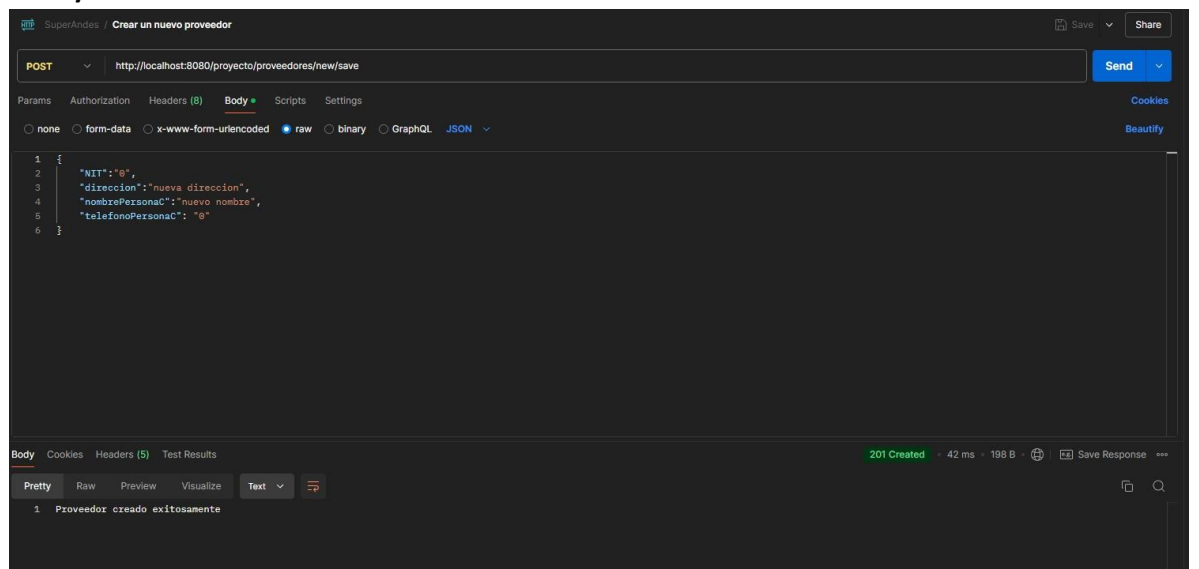 HTTP SuperAndes / Crear un nuevo proveedor Save Share
POST http://localhost:8080/proyecto/proveedores/new/save Send
Params Authorization Headers (8) Body Scripts Settings Cookies
none form-data x-www-form-urlencoded raw binary GraphQL JSON Beautify
1 {
2 "NIT":"0",
3 "direccion":"nueva direccion",
4 "nombrePersonaC":"nuevo nombre",
5 "telefonoPersonaC": "0"
6 }
Body Cookies Headers (5) Test Results 201 Created 42 ms 198 B Save Response
Pretty Raw Preview Visualize Text
1 Proveedor creado exitosamente